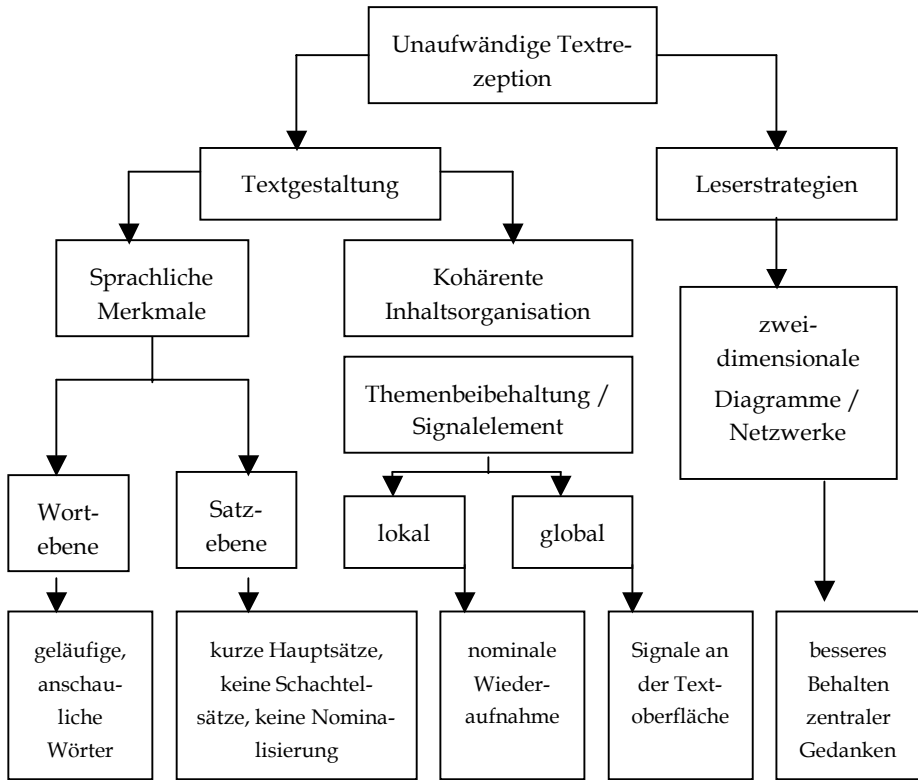 Unaufwändige Textre-
zeption
Textgestaltung
Leserstrategien
Sprachliche
Merkmale
Kohärente
Inhaltsorganisation
zwei-
dimensionale
Diagramme /
Netzwerke
Themenbeibehaltung /
Signalelement
Wort-
ebene
Satz-
ebene
lokal
global
geläufige,
anschau-
liche
Wörter
kurze Hauptsätze,
keine Schachtel-
sätze, keine Nomina-
lisierung
nominale
Wieder-
aufnahme
Signale an
der Text-
oberfläche
besseres
Behalten
zentraler
Gedanken